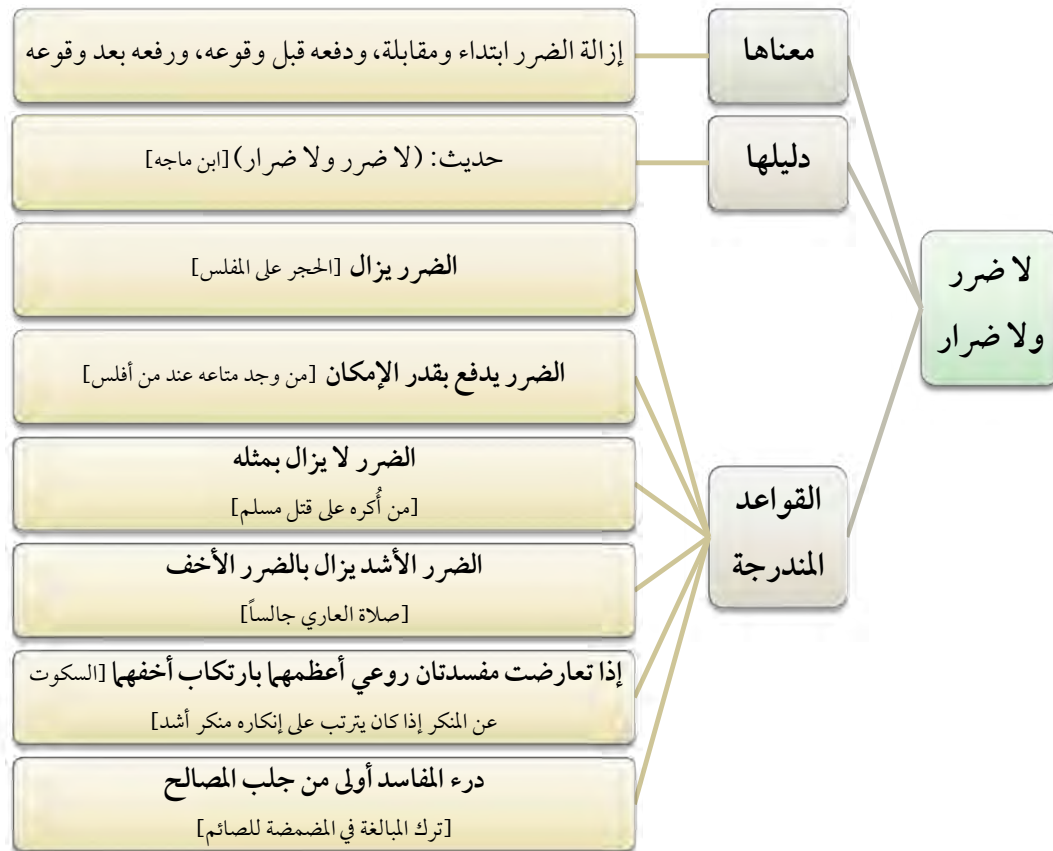 لا ضرر
ولا ضرار
معناها
إزالة الضرر ابتداء ومقابلة، ودفعه قبل وقوعه، ورفعه بعد وقوعه
دليلها
حديث: (لا ضرر ولا ضرار) [ابن ماجه]
القواعد
المندرجة
الضرر يزال [الحجر على المفلس]
الضرر يدفع بقدر الإمكان [من وجد متاعه عند من أفلس]
الضرر لا يزال بمثله
[من أُكره على قتل مسلم]
الضرر الأشد يزال بالضرر الأخف
[صلاة العاري جالساً]
إذا تعارضت مفسدتان روعي أعظمهما بارتكاب أخفهما [السكوت
عن المنكر إذا كان يترتب على إنكاره منكر أشد]
درء المفاسد أولى من جلب المصالح
[ترك المبالغة في المضمضة للصائم]